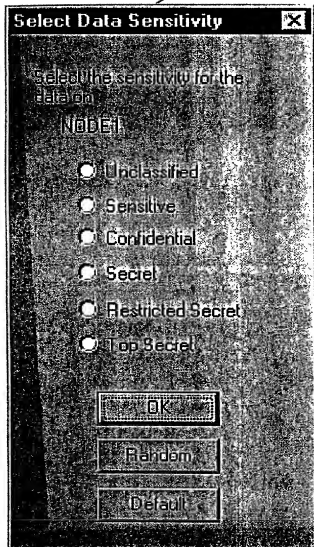 Select Data Sensitivity
Select the sensitivity for the
data on
NODE1
Unclassified
Sensitive
Confidential
Secret
Restricted Secret
Top Secret
OK
Random
Default